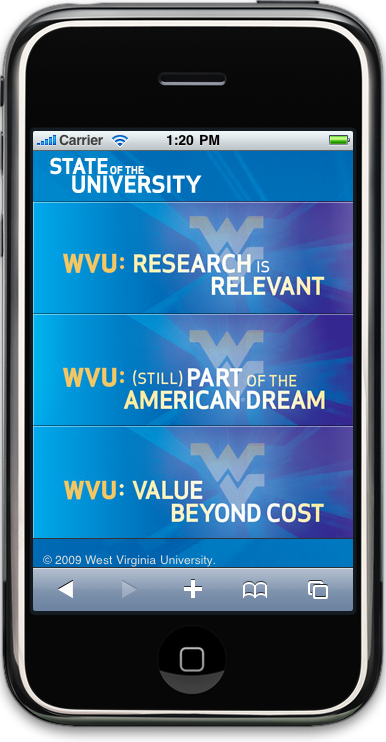 Carrier 1:20 PM
STATE OF THE
UNIVERSITY
WVU: RESEARCH IS
RELEVANT
WVU: (STILL) PART OF THE
AMERICAN DREAM
WVU: VALUE
BEYOND COST
© 2009 West Virginia University.